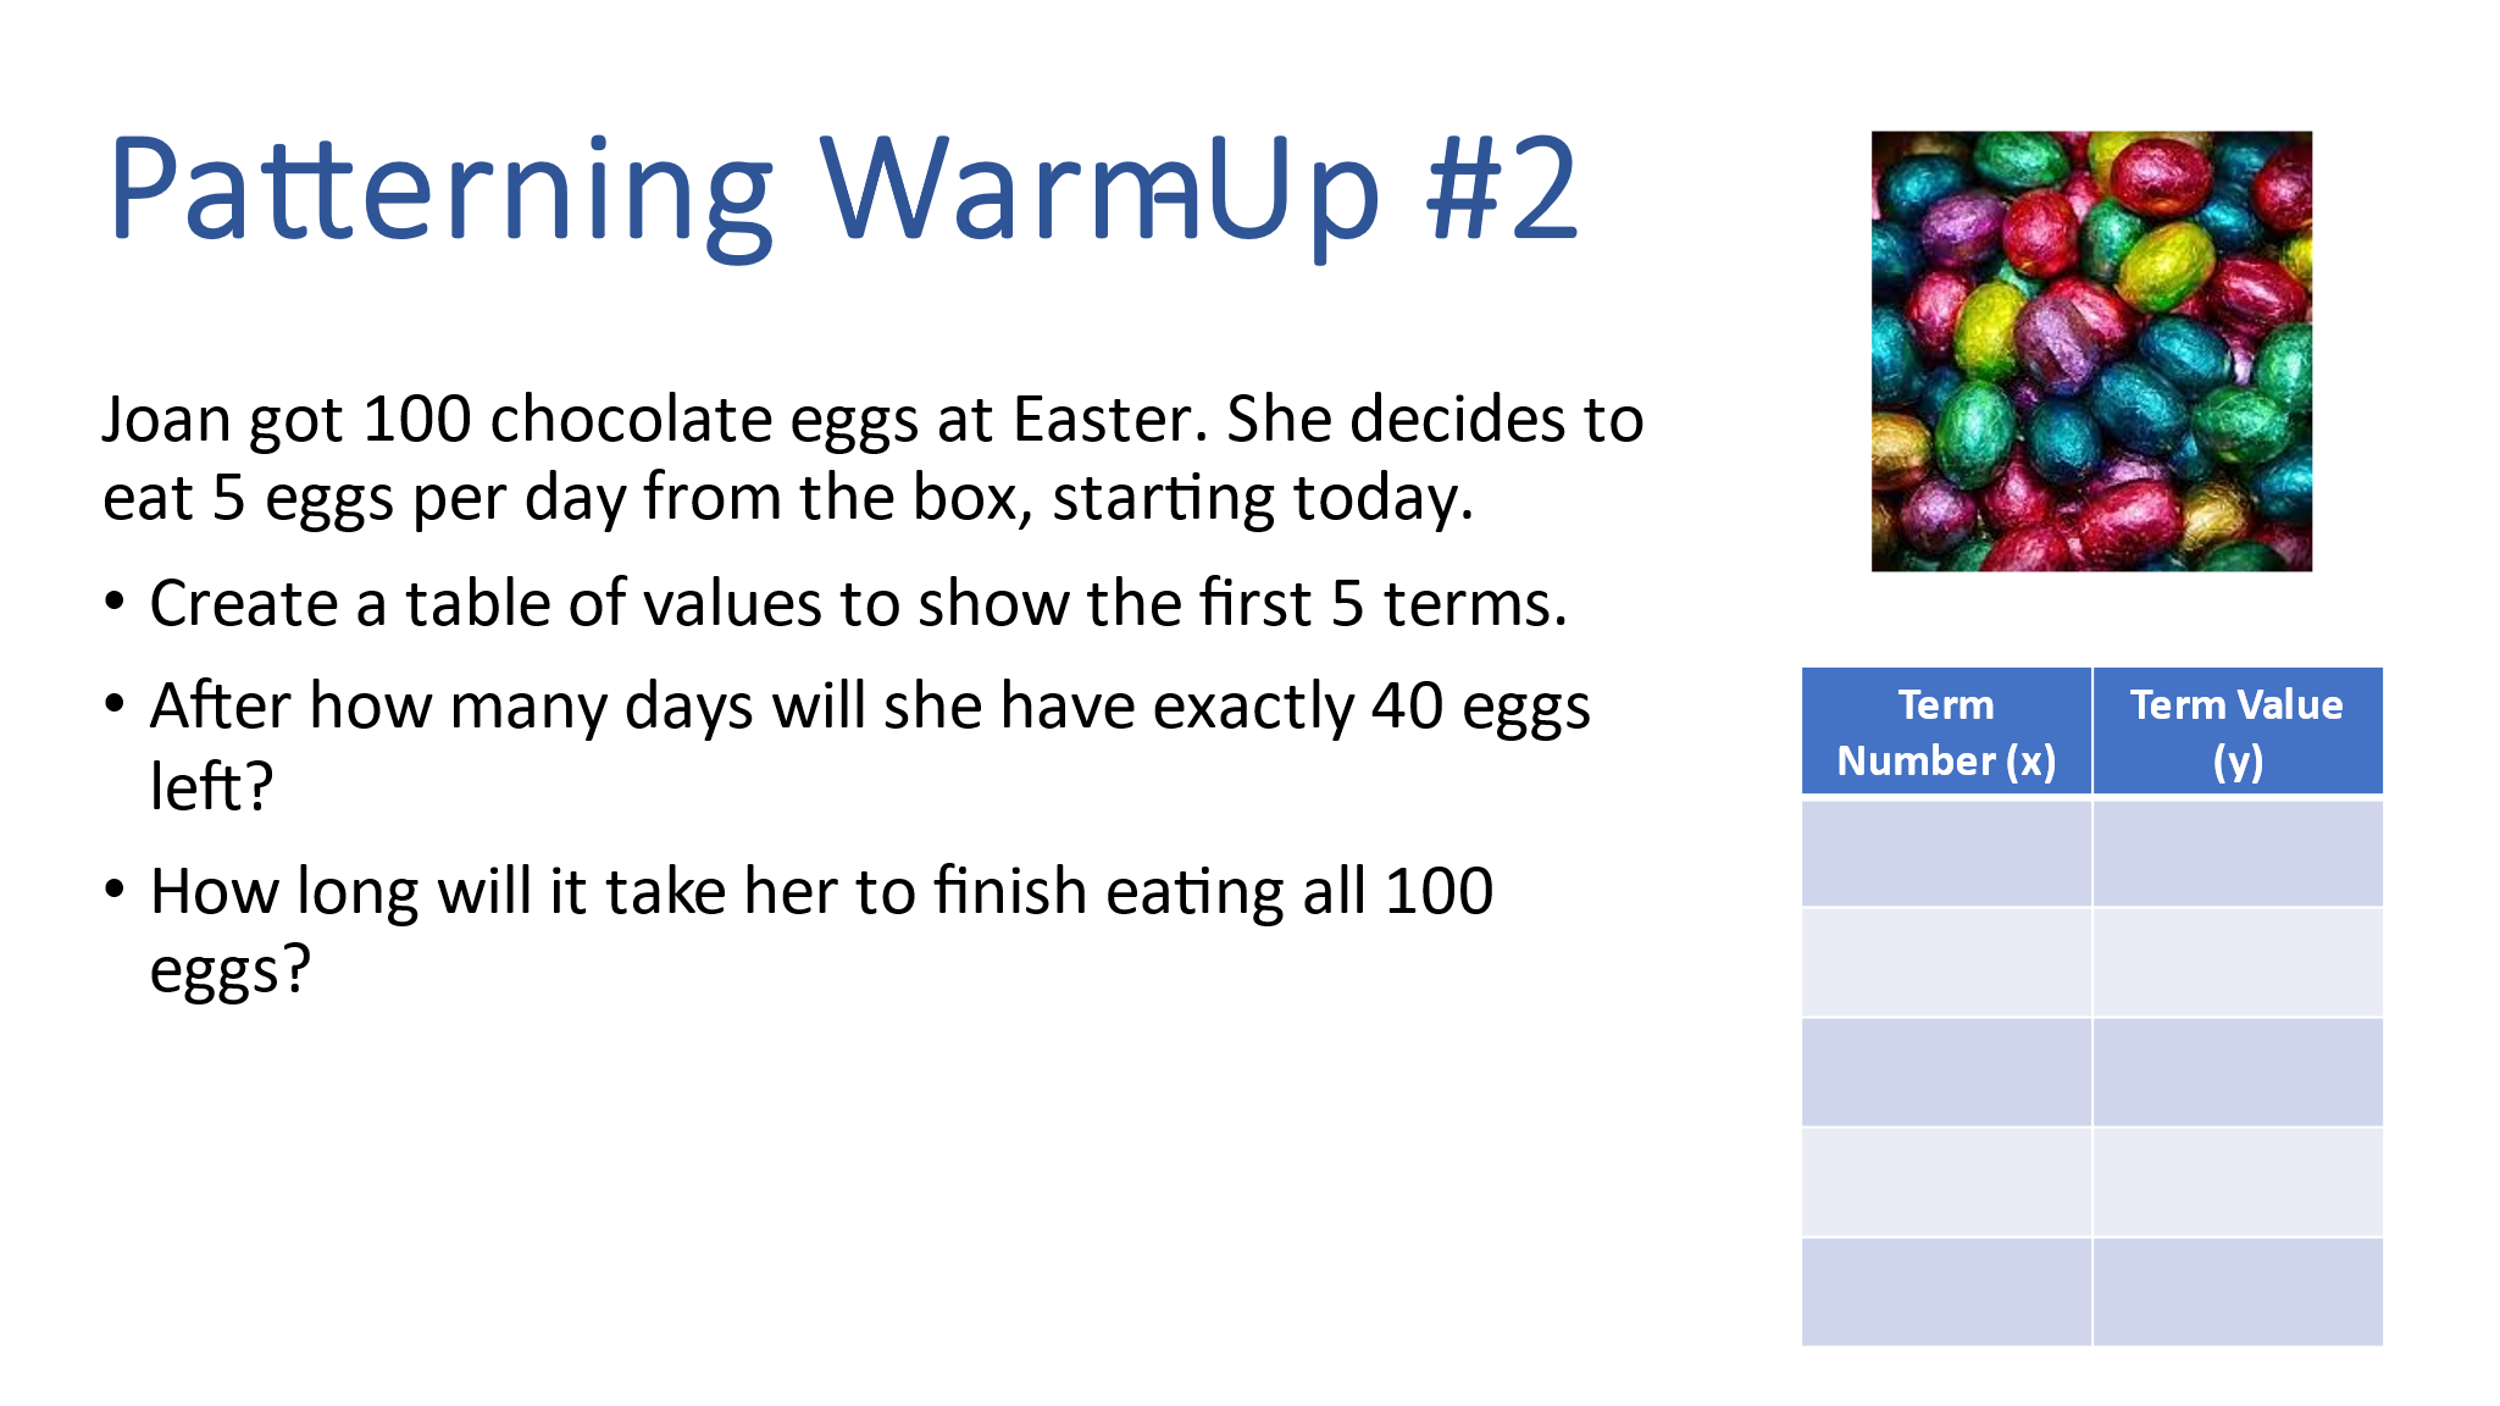 Patterning Warm-Up #2
Joan got 100 chocolate eggs at Easter. She decides to
eat 5 eggs per day from the box, starting today.
• Create a table of values to show the first 5 terms.
• After how many days will she have exactly 40 eggs
left?
• How long will it take her to finish eating all 100
eggs?
Term
Number (x)
Term Value
(y)